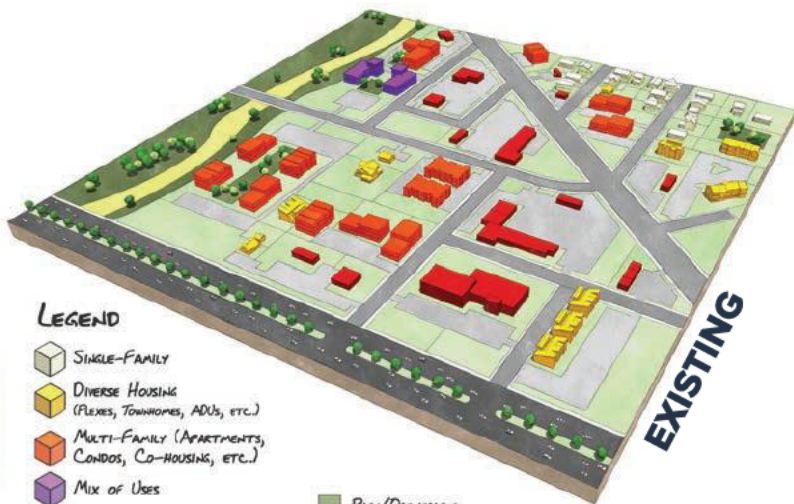 EXISTING
LEGEND
SINGLE-FAMILY
DIVERSE HOUSING
(PLEXES, TOWNHOMES, ADUS, ETC.)
MULTI-FAMILY (APARTMENTS,
CONDOS, CO-HOUSING, ETC.)
MIX OF USES